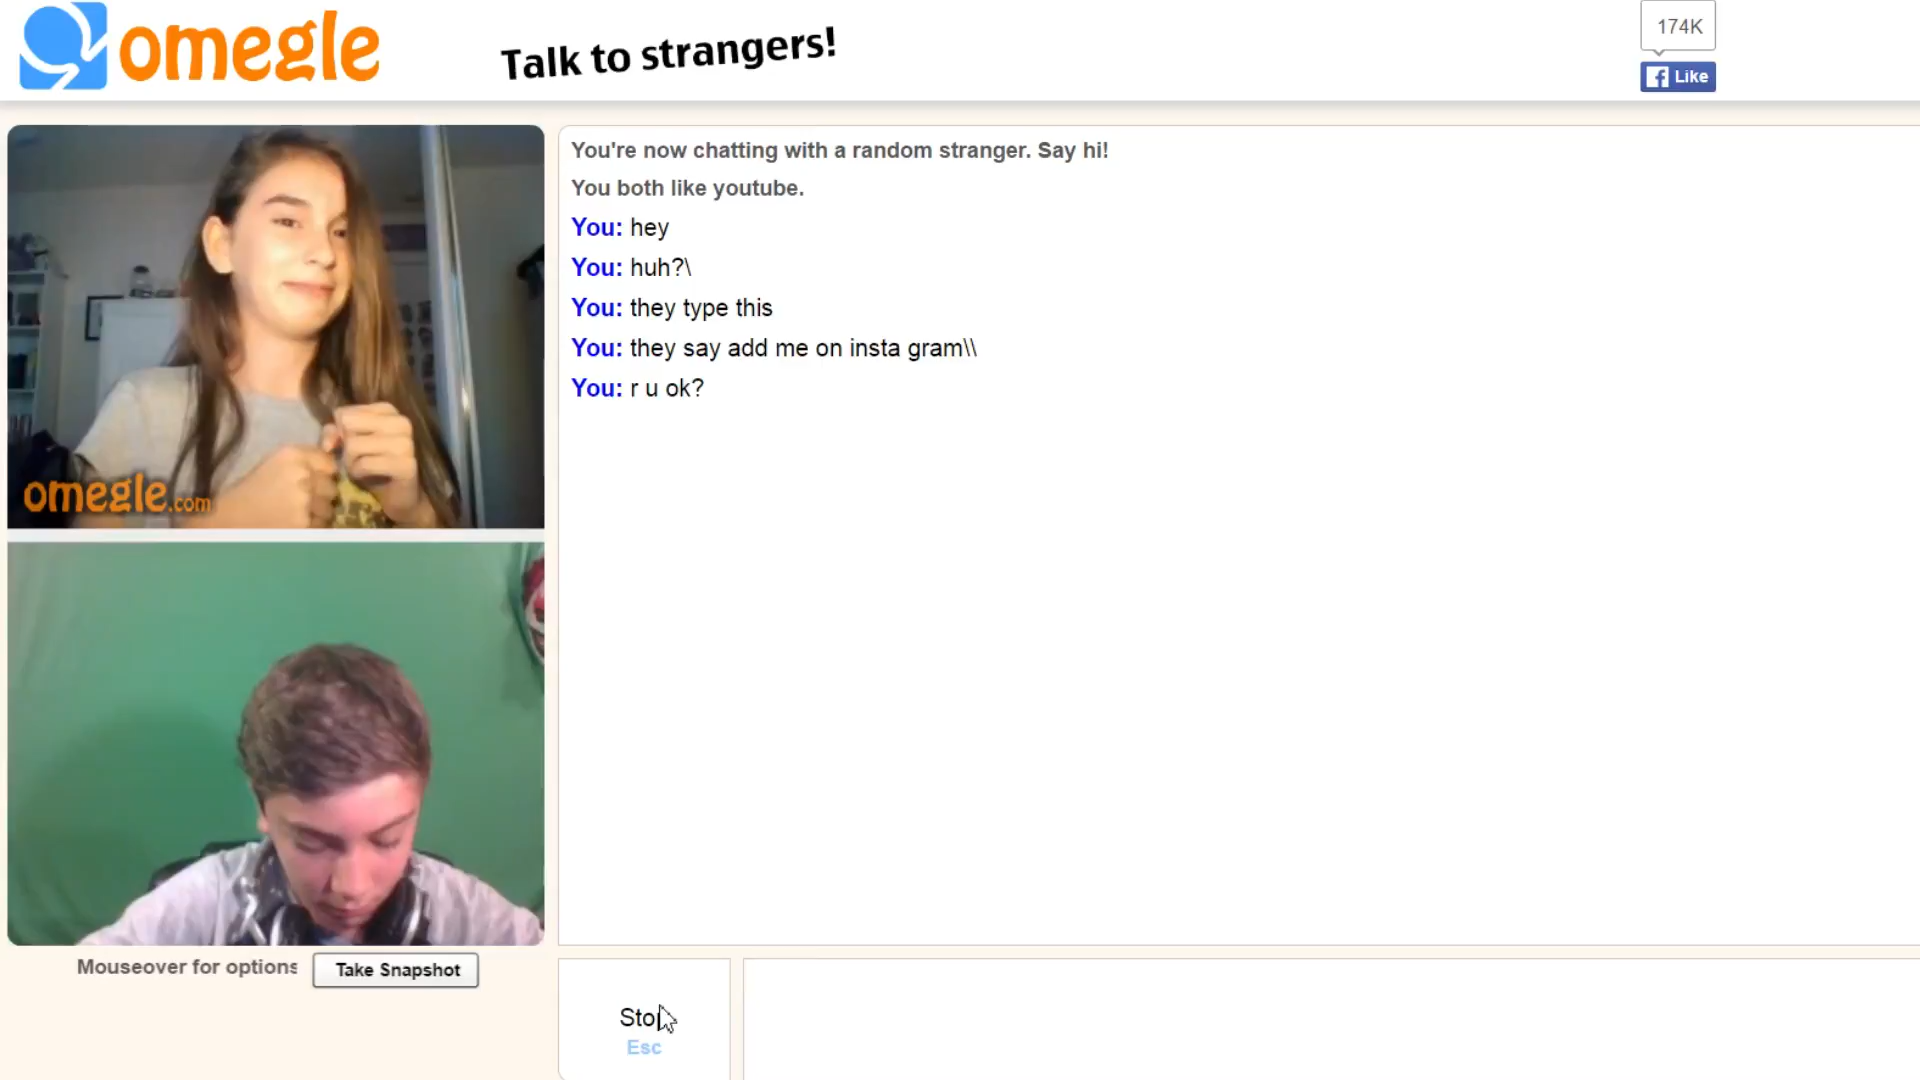 omegle
Talk to strangers!
174K
Like
You're now chatting with a random stranger. Say hi!
You both like youtube.
You: hey
You: huh?\
You: they type this
You: they say add me on insta gram\\
You: r u ok?
omegle.com
Mouseover for options
Take Snapshot
Stop
Esc